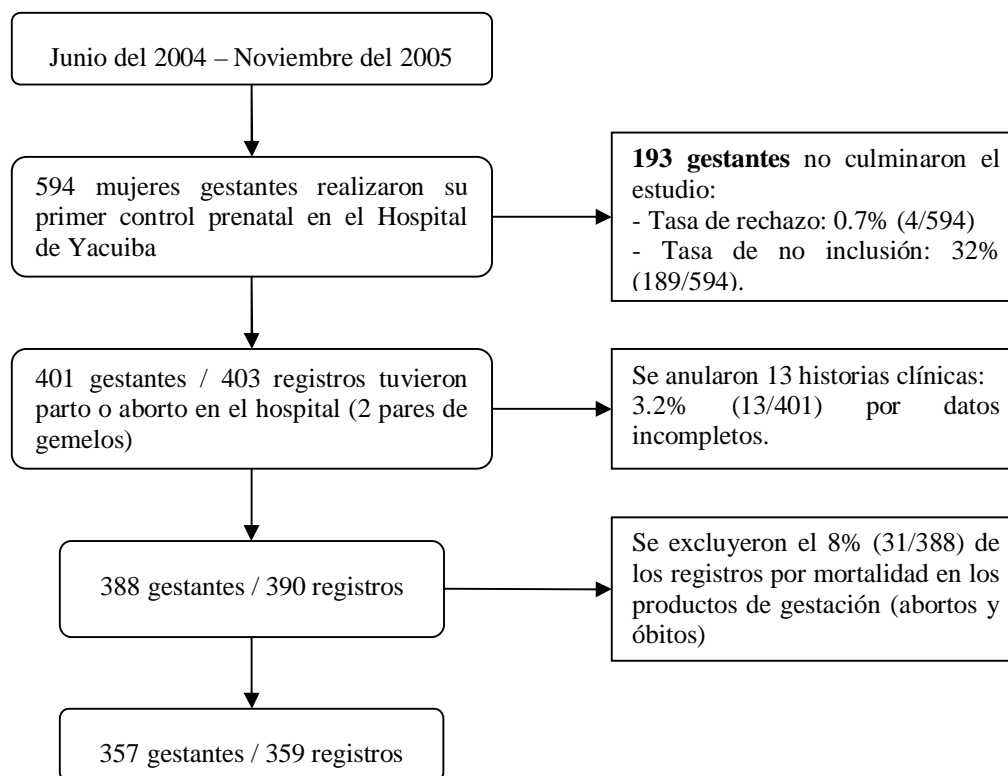 Junio del 2004 – Noviembre del 2005
594 mujeres gestantes realizaron su
primer control prenatal en el Hospital
de Yacuiba
193 gestantes no culminaron el
estudio:
- Tasa de rechazo: 0.7% (4/594)
- Tasa de no inclusión: 32%
(189/594).
401 gestantes / 403 registros tuvieron
parto o aborto en el hospital (2 pares de
gemelos)
Se anularon 13 historias clínicas:
3.2% (13/401) por datos
incompletos.
388 gestantes / 390 registros
Se excluyeron el 8% (31/388) de
los registros por mortalidad en los
productos de gestación (abortos y
óbitos)
357 gestantes / 359 registros